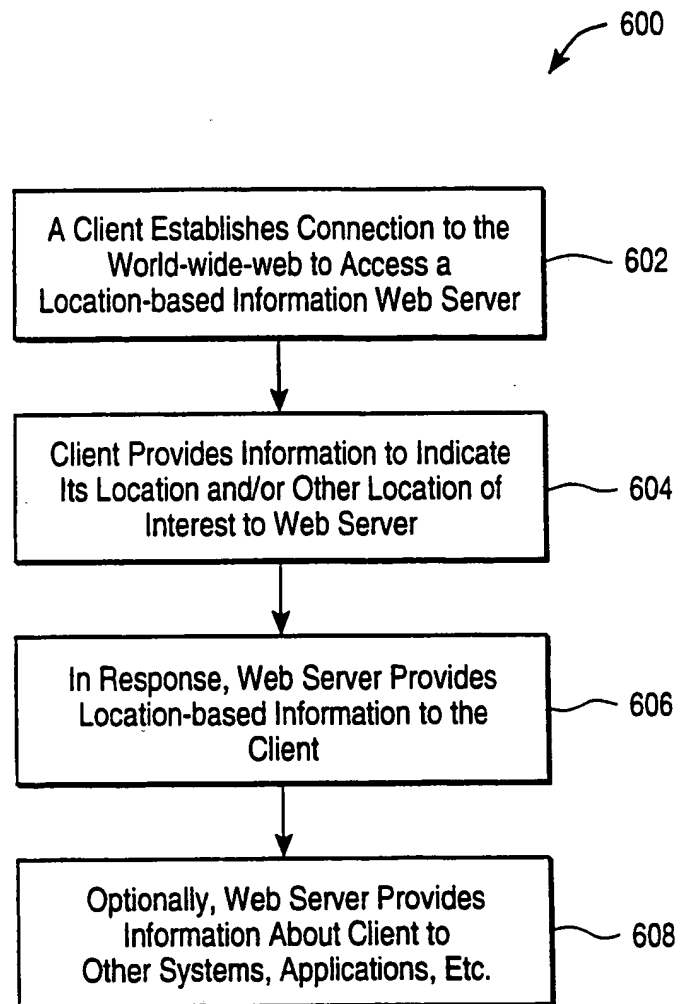 600
A Client Establishes Connection to the
World-wide-web to Access a
Location-based Information Web Server
602
Client Provides Information to Indicate
Its Location and/or Other Location of
Interest to Web Server
604
In Response, Web Server Provides
Location-based Information to the
Client
606
Optionally, Web Server Provides
Information About Client to
Other Systems, Applications, Etc.
608